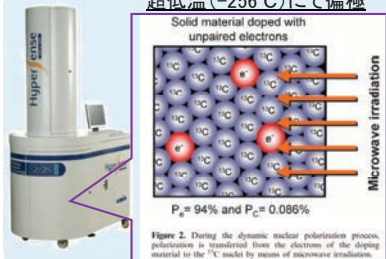 超低温(-256℃)にて偏極
Solid material doped with
unpaired electrons
HyperSense
Microwave irradiation
Pe= 94% and PC= 0.086%
Figure 2. During the dynamic nuclear polarization process,
polarization is transferred from the electrons of the doping
material to the 13C nuclei by means of microwave irradiation.